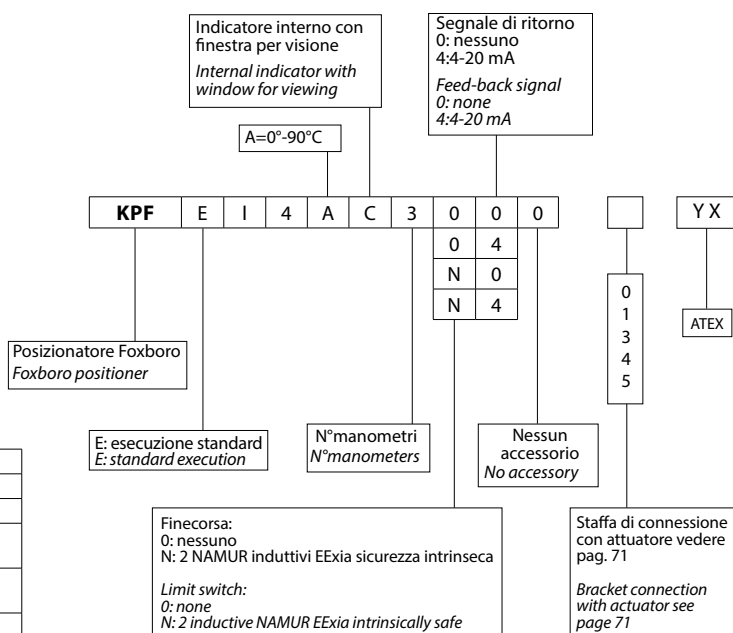 Indicatore interno con
finestra per visione
Internal indicator with
window for viewing
Segnale di ritorno
0: nessuno
4:4-20 mA
Feed-back signal
0: none
4:4-20 mA
A=0°-90°C
KPF E I 4 A C 3 0 0 0 Y X
0 4
N 0
N 4
0
1
3
4
5
ATEX
Posizionatore Foxboro
Foxboro positioner
E: esecuzione standard
E: standard execution
N°manometri
N°manometers
Nessun
accessorio
No accessory
Finecorsa:
0: nessuno
N: 2 NAMUR induttivi EExia sicurezza intrinseca
Limit switch:
0: none
N: 2 inductive NAMUR EExia intrinsically safe
Staffa di connessione
con attuatore vedere
pag. 71
Bracket connection
with actuator see
page 71